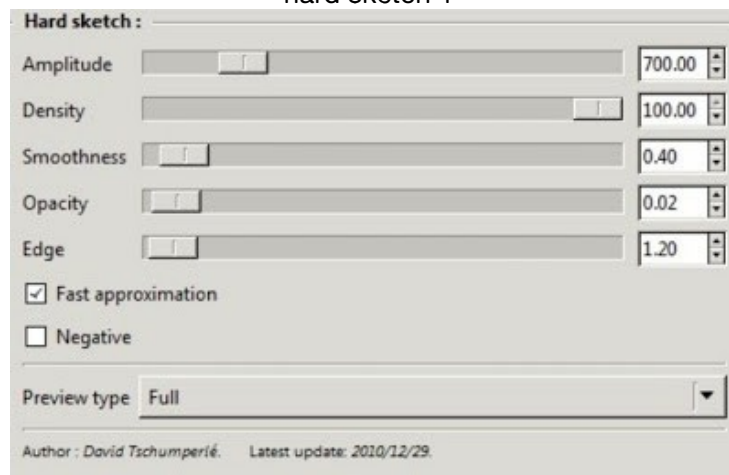 Hard sketch :
Amplitude 700.00
Density 100.00
Smoothness 0.40
Opacity 0.02
Edge 1.20
Fast approximation
Negative
Preview type Full
Author : David Tschumperlé. Latest update: 2010/12/29.